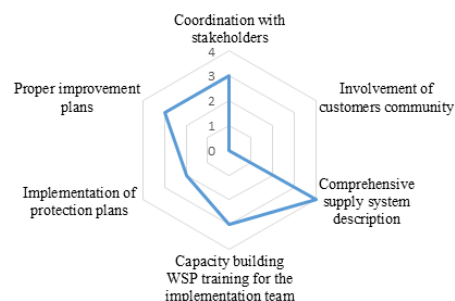 Coordination with
stakeholders
4
3
2
1
0
Proper improvement
plans
Involvement of
customers community
Implementation of
protection plans
Comprehensive
supply system
description
Capacity building
WSP training for the
implementation team